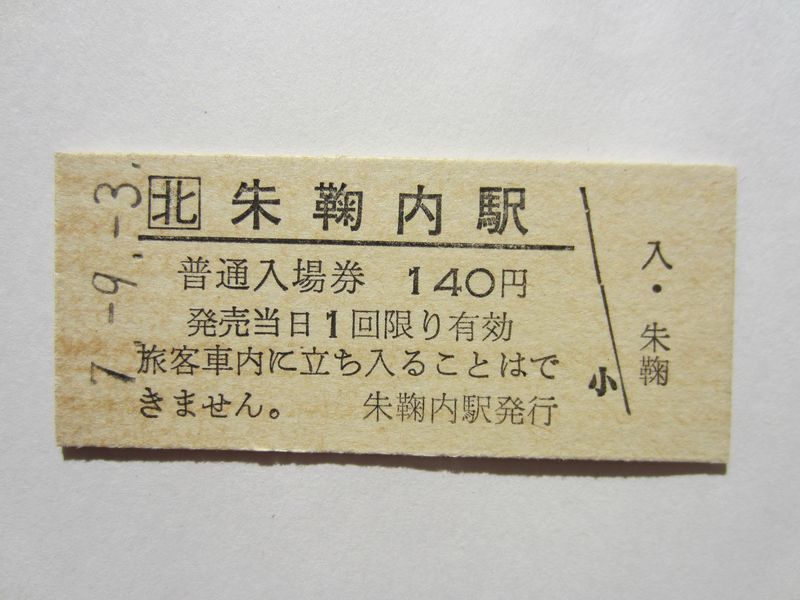 7.-9.-3.
北 朱鞠内駅
普通入場券 140円
発売当日1回限り有効
旅客車内に立ち入ることはで
きません。 朱鞠内駅発行
小
入・朱鞠